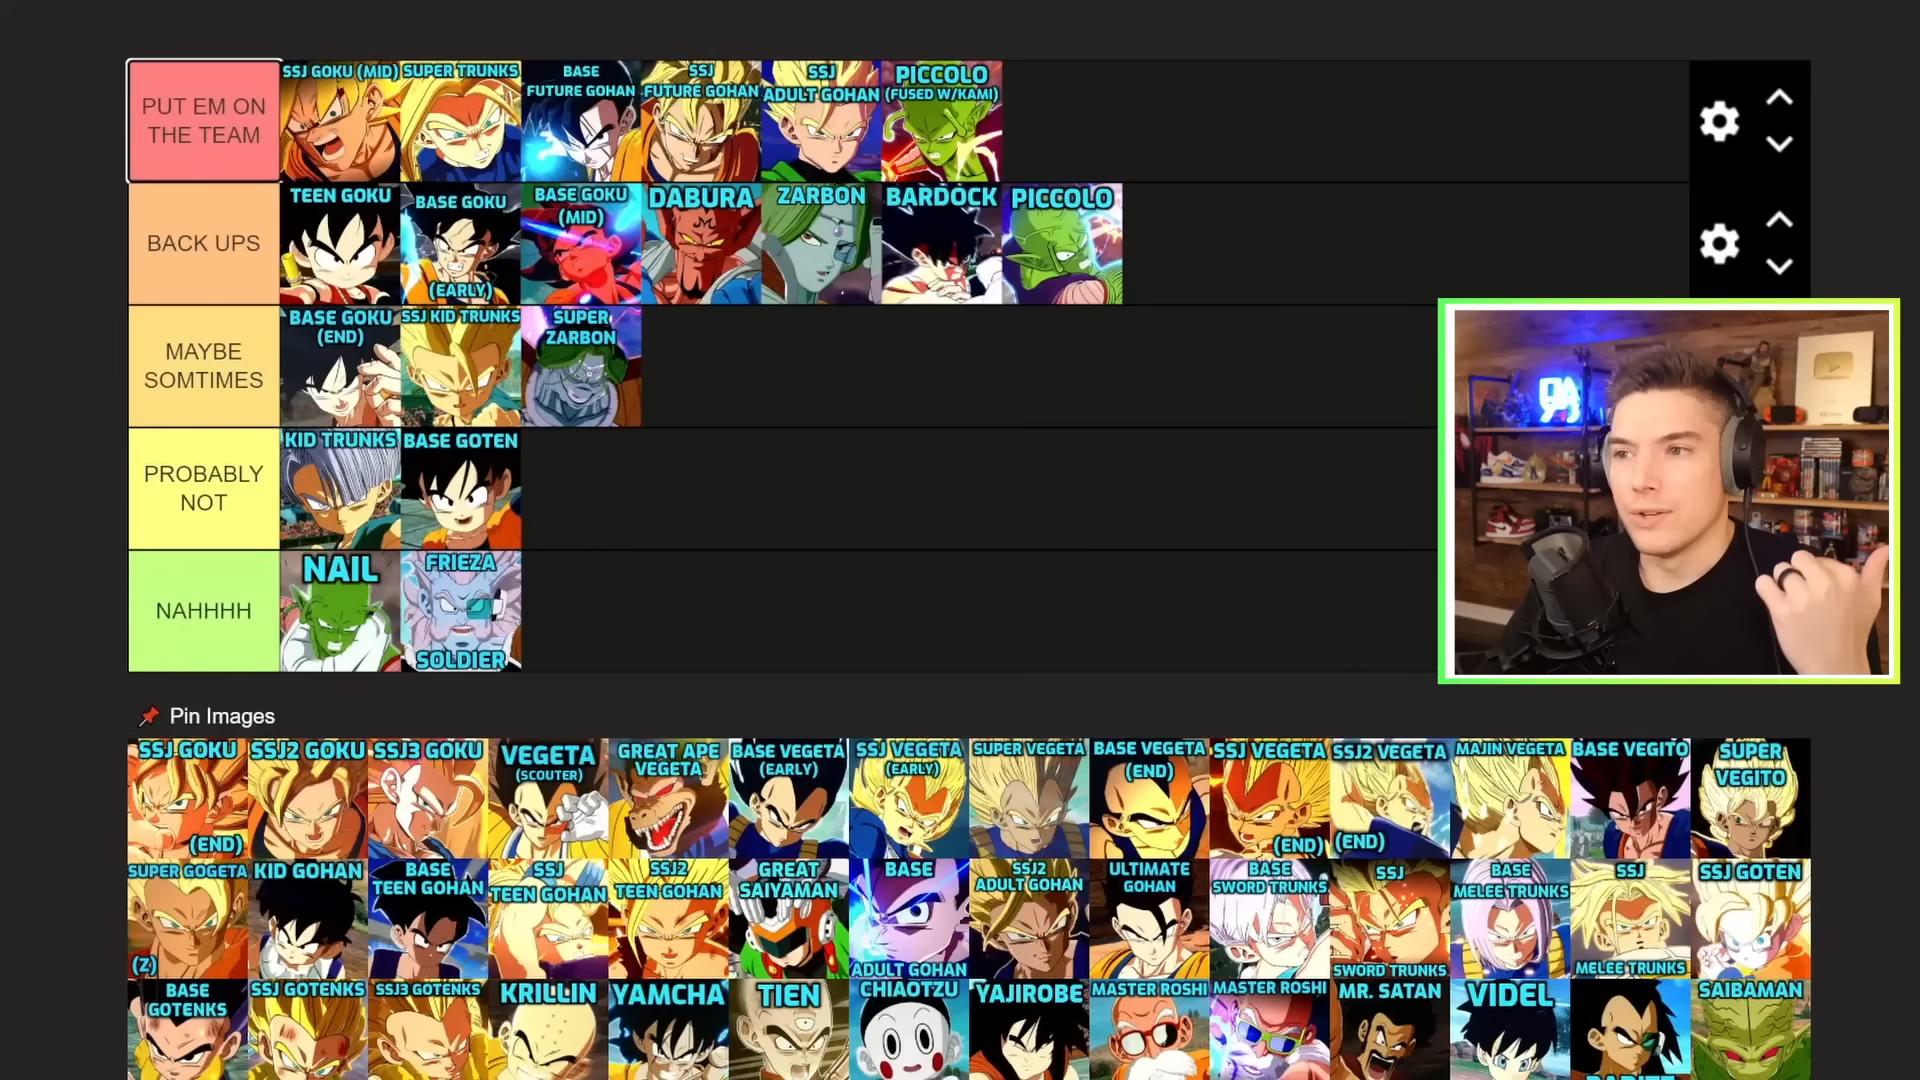 PUT EM ON
THE TEAM
SSJ GOKU (MID)
SUPER TRUNKS
BASE
FUTURE GOHAN
SSJ
FUTURE GOHAN
SSJ
ADULT GOHAN
PICCOLO
(FUSED W/KAMI)
BACK UPS
TEEN GOKU
BASE GOKU
(EARLY)
BASE GOKU
(MID)
DABURA
ZARBON
BARDOCK
PICCOLO
MAYBE
SOMTIMES
BASE GOKU
(END)
SSJ KID TRUNKS
SUPER
ZARBON
PROBABLY
NOT
KID TRUNKS
BASE GOTEN
NAHHHH
NAIL
FRIEZA
SOLDIER
Pin Images
SSJ GOKU
(END)
SSJ2 GOKU
SSJ3 GOKU
VEGETA
(SCOUTER)
GREAT APE
VEGETA
BASE VEGETA
(EARLY)
SSJ VEGETA
(EARLY)
SUPER VEGETA
BASE VEGETA
(END)
SSJ VEGETA
(END)
SSJ2 VEGETA
(END)
MAJIN VEGETA
BASE VEGITO
SUPER
VEGITO
SUPER GOGETA
(Z)
KID GOHAN
BASE
TEEN GOHAN
SSJ
TEEN GOHAN
SSJ2
TEEN GOHAN
GREAT
SAIYAMAN
BASE
ADULT GOHAN
SSJ2
ADULT GOHAN
ULTIMATE
GOHAN
BASE
SWORD TRUNKS
SSJ
SWORD TRUNKS
BASE
MELEE TRUNKS
SSJ
MELEE TRUNKS
SSJ GOTEN
BASE
GOTENKS
SSJ GOTENKS
SSJ3 GOTENKS
KRILLIN
YAMCHA
TIEN
CHIAOTZU
YAJIROBE
MASTER ROSHI
MASTER ROSHI
MR. SATAN
VIDEL
SAIBAMAN